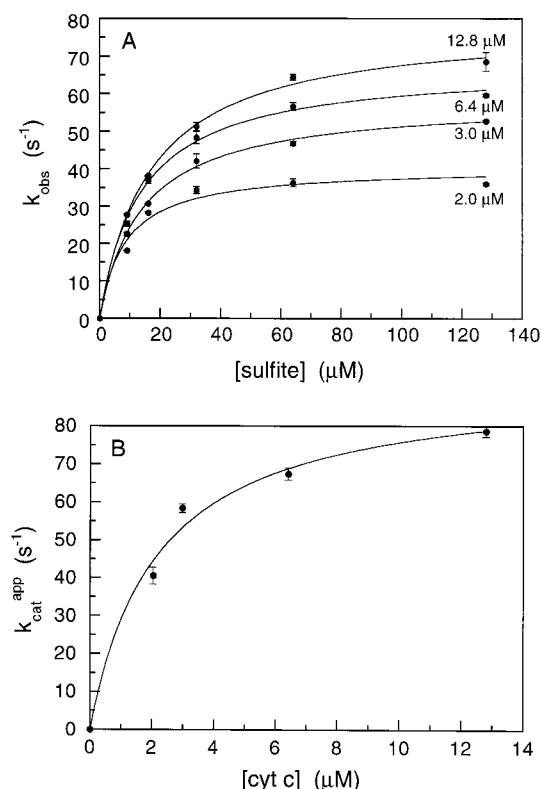 A
80
70
60
50
40
30
20
10
0
k_obs (s⁻¹)
12.8 µM
6.4 µM
3.0 µM
2.0 µM
0 20 40 60 80 100 120 140
[sulfite] (µM)
B
80
70
60
50
40
30
20
10
0
k_cat^app (s⁻¹)
0 2 4 6 8 10 12 14
[cyt c] (µM)